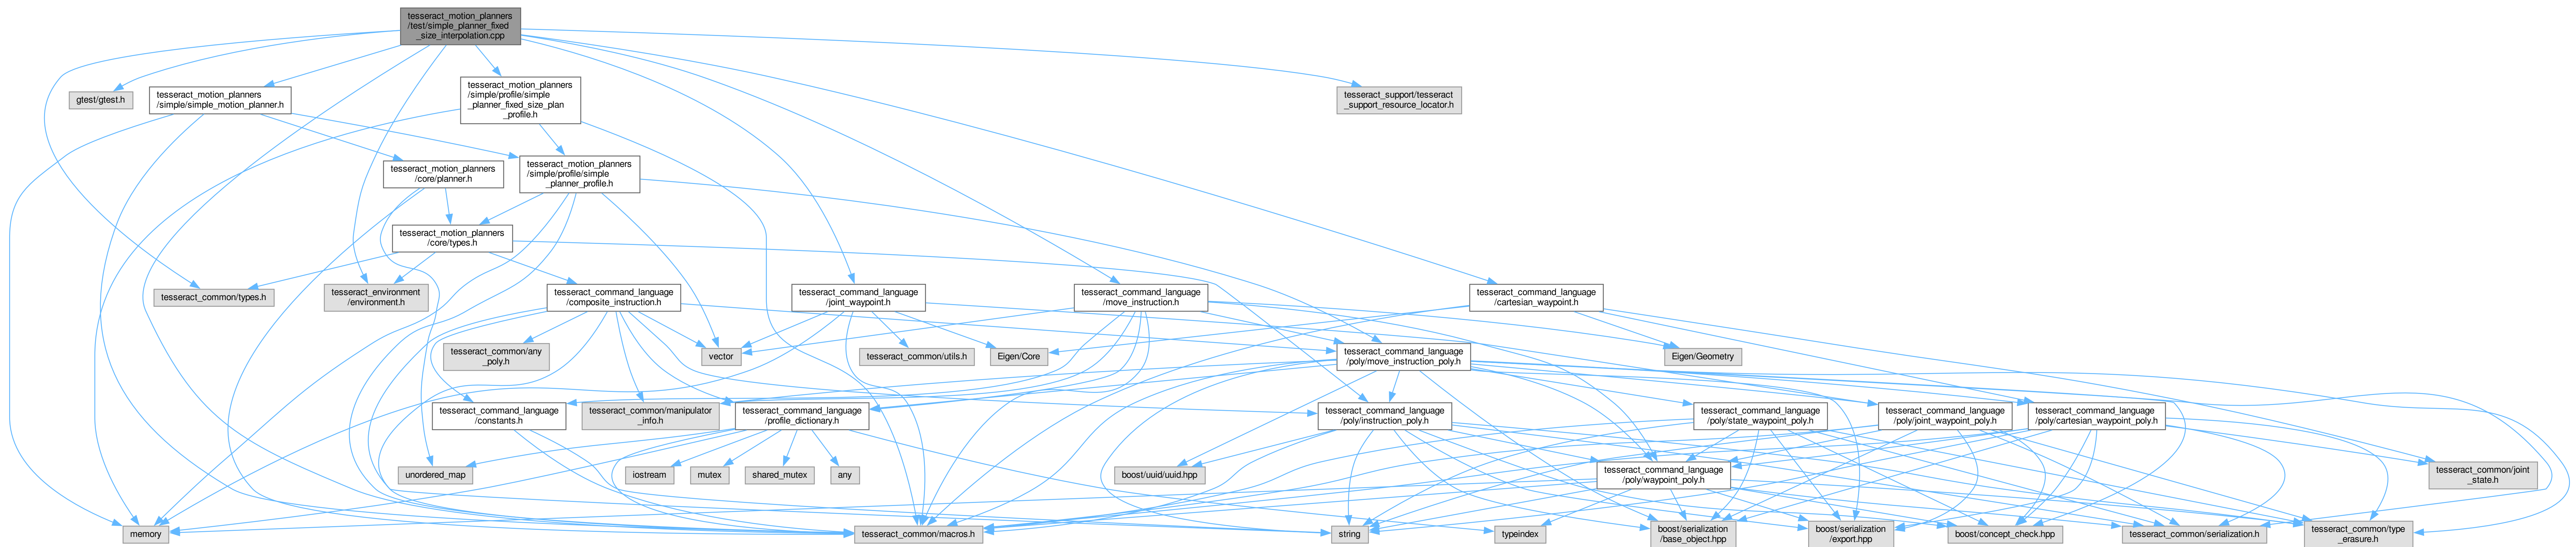 tesseract_motion_planners
/test/simple_planner_fixed
_size_interpolation.cpp
gtest/gtest.h
tesseract_motion_planners
/simple/simple_motion_planner.h
tesseract_motion_planners
/simple/profile/simple
_planner_fixed_size_plan
_profile.h
tesseract_support/tesseract
_support_resource_locator.h
tesseract_motion_planners
/core/planner.h
tesseract_motion_planners
/simple/profile/simple
_planner_profile.h
tesseract_motion_planners
/core/types.h
tesseract_common/types.h
tesseract_environment
/environment.h
tesseract_command_language
/composite_instruction.h
tesseract_command_language
/joint_waypoint.h
tesseract_command_language
/move_instruction.h
tesseract_command_language
/cartesian_waypoint.h
tesseract_common/any
_poly.h
vector
tesseract_common/utils.h
Eigen/Core
tesseract_command_language
/poly/move_instruction_poly.h
Eigen/Geometry
tesseract_command_language
/constants.h
tesseract_common/manipulator
_info.h
tesseract_command_language
/profile_dictionary.h
tesseract_command_language
/poly/instruction_poly.h
tesseract_command_language
/poly/state_waypoint_poly.h
tesseract_command_language
/poly/joint_waypoint_poly.h
tesseract_command_language
/poly/cartesian_waypoint_poly.h
unordered_map
iostream
mutex
shared_mutex
any
boost/uuid/uuid.hpp
tesseract_command_language
/poly/waypoint_poly.h
tesseract_common/joint
_state.h
memory
tesseract_common/macros.h
string
typeindex
boost/serialization
/base_object.hpp
boost/serialization
/export.hpp
boost/concept_check.hpp
tesseract_common/serialization.h
tesseract_common/type
_erasure.h